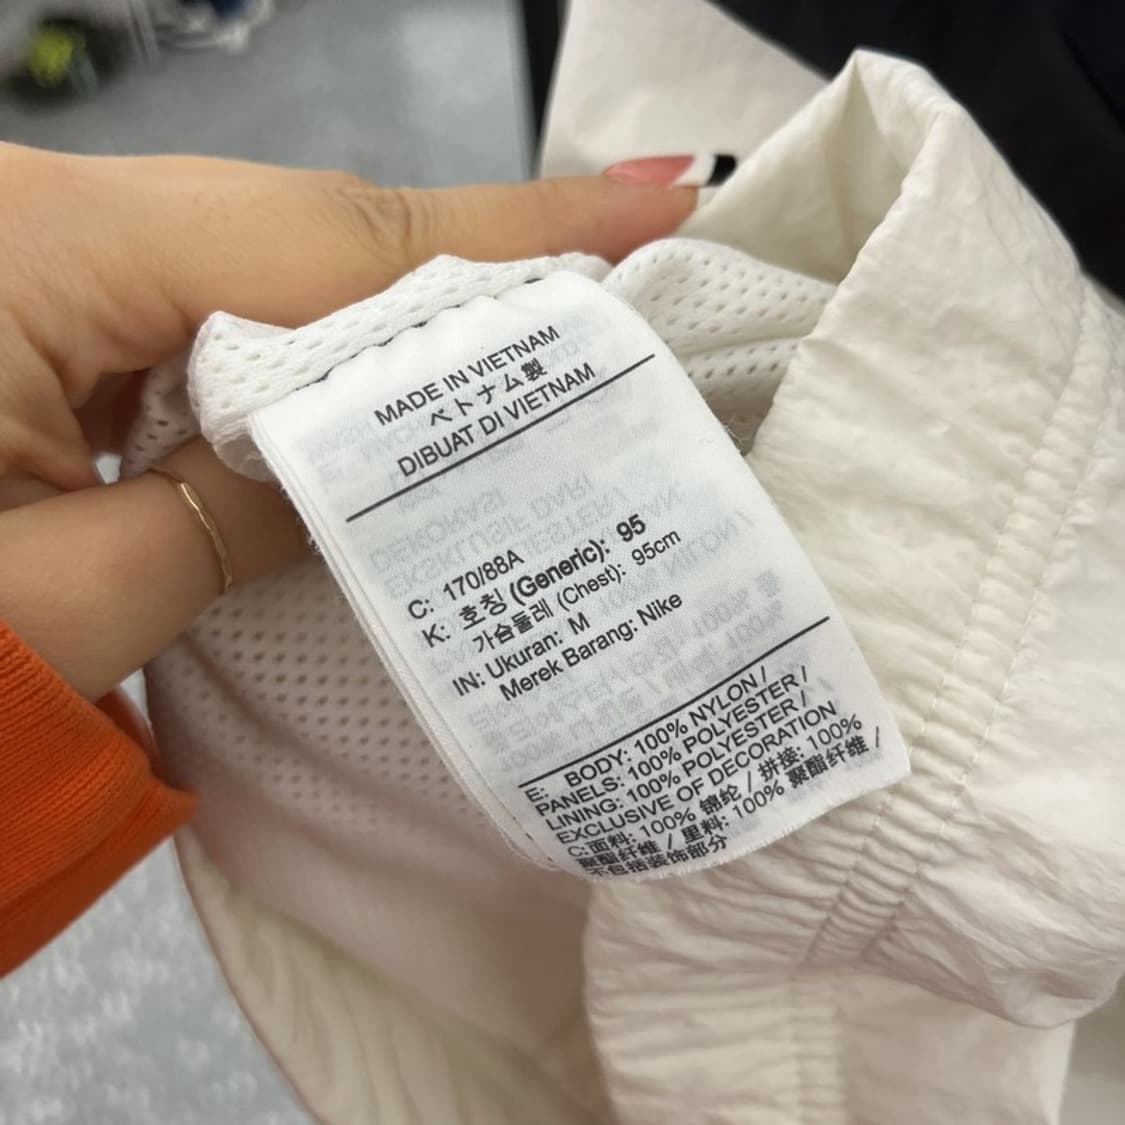 MADE IN VIETNAM
ベトナム製
DIBUAT DI VIETNAM
C: 170/88A
K: 호칭 (Generic): 95
가슴둘레 (Chest): 95cm
IN: Ukuran: M
Merek Barang: Nike
E: BODY: 100% NYLON /
PANELS: 100% POLYESTER /
LINING: 100% POLYESTER /
EXCLUSIVE OF DECORATION
C: 面料: 100% 锦纶 / 拼接: 100%
聚酯纤维 / 里料: 100% 聚酯纤维 /
不包括装饰部分